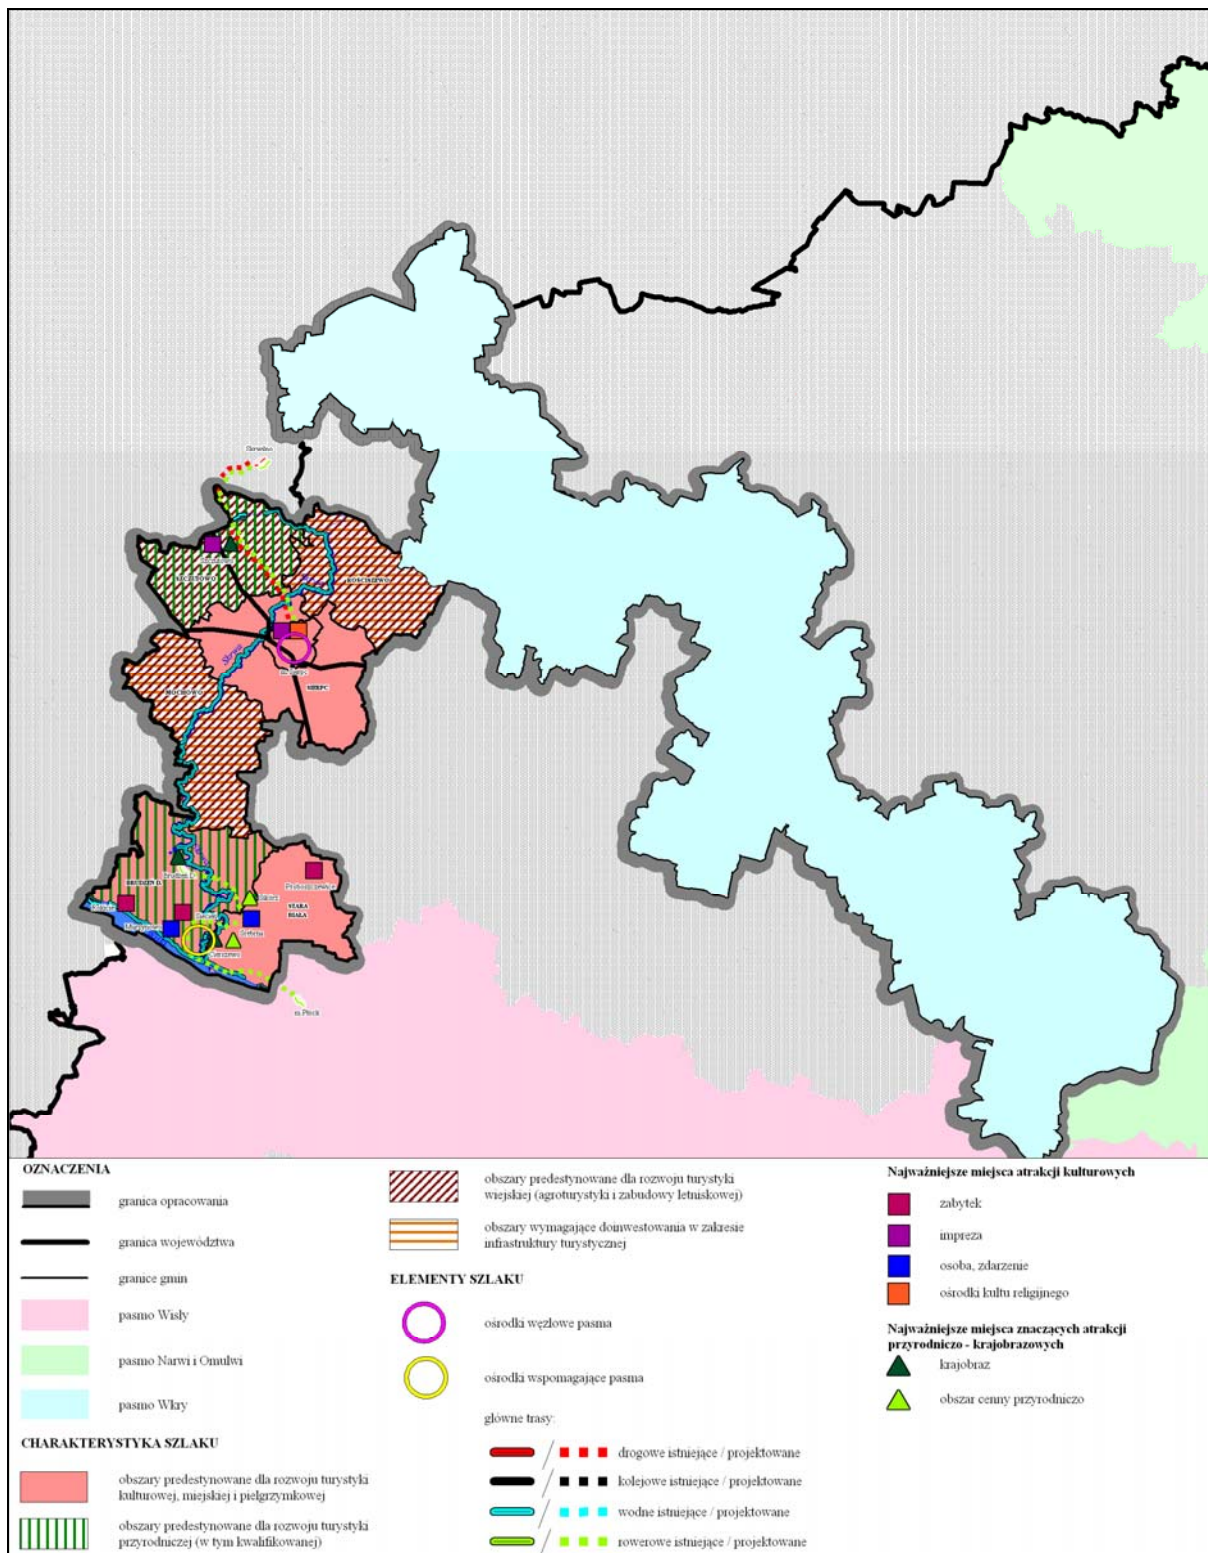 SZCZUTOWO
ROŚCISZEWO
Skrwa
MOCHOWO
SIERPC
BRUDZEŃ D.
Proboszczewice
STARA
BIAŁA
Srebrna
m.Płock
OZNACZENIA
granica opracowania
granica województwa
granice gmin
pasmo Wisły
pasmo Narwi i Omulwi
pasmo Wkry
CHARAKTERYSTYKA SZLAKU
obszary predestynowane dla rozwoju turystyki
kulturowej, miejskiej i pielgrzymkowej
obszary predestynowane dla rozwoju turystyki
przyrodniczej (w tym kwalifikowanej)
obszary predestynowane dla rozwoju turystyki
wiejskiej (agroturystyki i zabudowy letniskowej)
obszary wymagające doinwestowania w zakresie
infrastruktury turystycznej
ELEMENTY SZLAKU
ośrodki węzłowe pasma
ośrodki wspomagające pasma
główne trasy:
drogowe istniejące / projektowane
kolejowe istniejące / projektowane
wodne istniejące / projektowane
rowerowe istniejące / projektowane
Najważniejsze miejsca atrakcji kulturowych
zabytek
impreza
osoba, zdarzenie
ośrodki kultu religijnego
Najważniejsze miejsca znaczących atrakcji
przyrodniczo - krajobrazowych
krajobraz
obszar cenny przyrodniczo